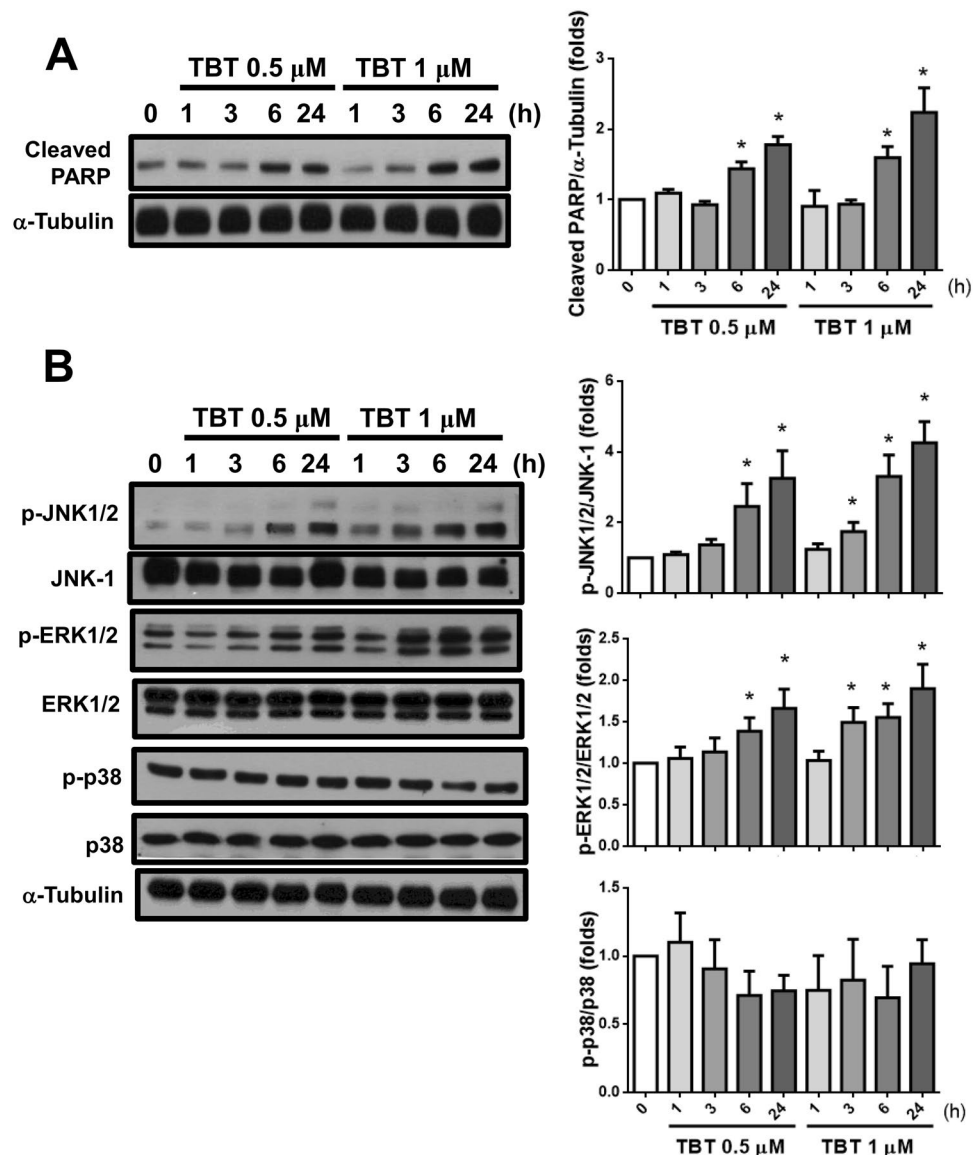 A
TBT 0.5 μM TBT 1 μM
0 1 3 6 24 1 3 6 24 (h)
Cleaved
PARP
α-Tubulin
Cleaved PARP/α-Tubulin (folds)
3
2
1
0
* * * *
0 1 3 6 24 1 3 6 24 (h)
TBT 0.5 μM TBT 1 μM
B
TBT 0.5 μM TBT 1 μM
0 1 3 6 24 1 3 6 24 (h)
p-JNK1/2
JNK-1
p-ERK1/2
ERK1/2
p-p38
p38
α-Tubulin
p-JNK1/2/JNK-1 (folds)
6
4
2
0
* * * * *
p-ERK1/2/ERK1/2 (folds)
2.5
2.0
1.5
1.0
0.5
0.0
* * * * *
p-p38/p38 (folds)
1.5
1.0
0.5
0.0
0 1 3 6 24 1 3 6 24 (h)
TBT 0.5 μM TBT 1 μM